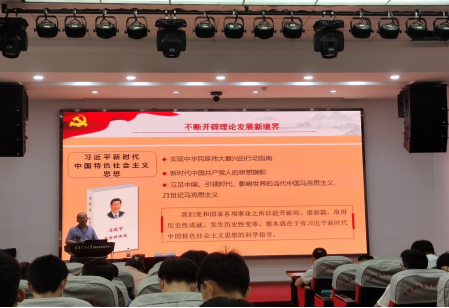 不断开辟理论发展新境界
习近平新时代
中国特色社会主义
思想
实现中华民族伟大复兴的行动指南
新时代中国共产党人的思想旗帜
立足中国、引领时代、影响世界的当代中国马克思主义、
21世纪马克思主义
我们党和国家各项事业之所以能开新局、谱新篇，取得
历史性成就、发生历史性变革，根本就在于有习近平新时代
中国特色社会主义思想的科学指引。
习近平